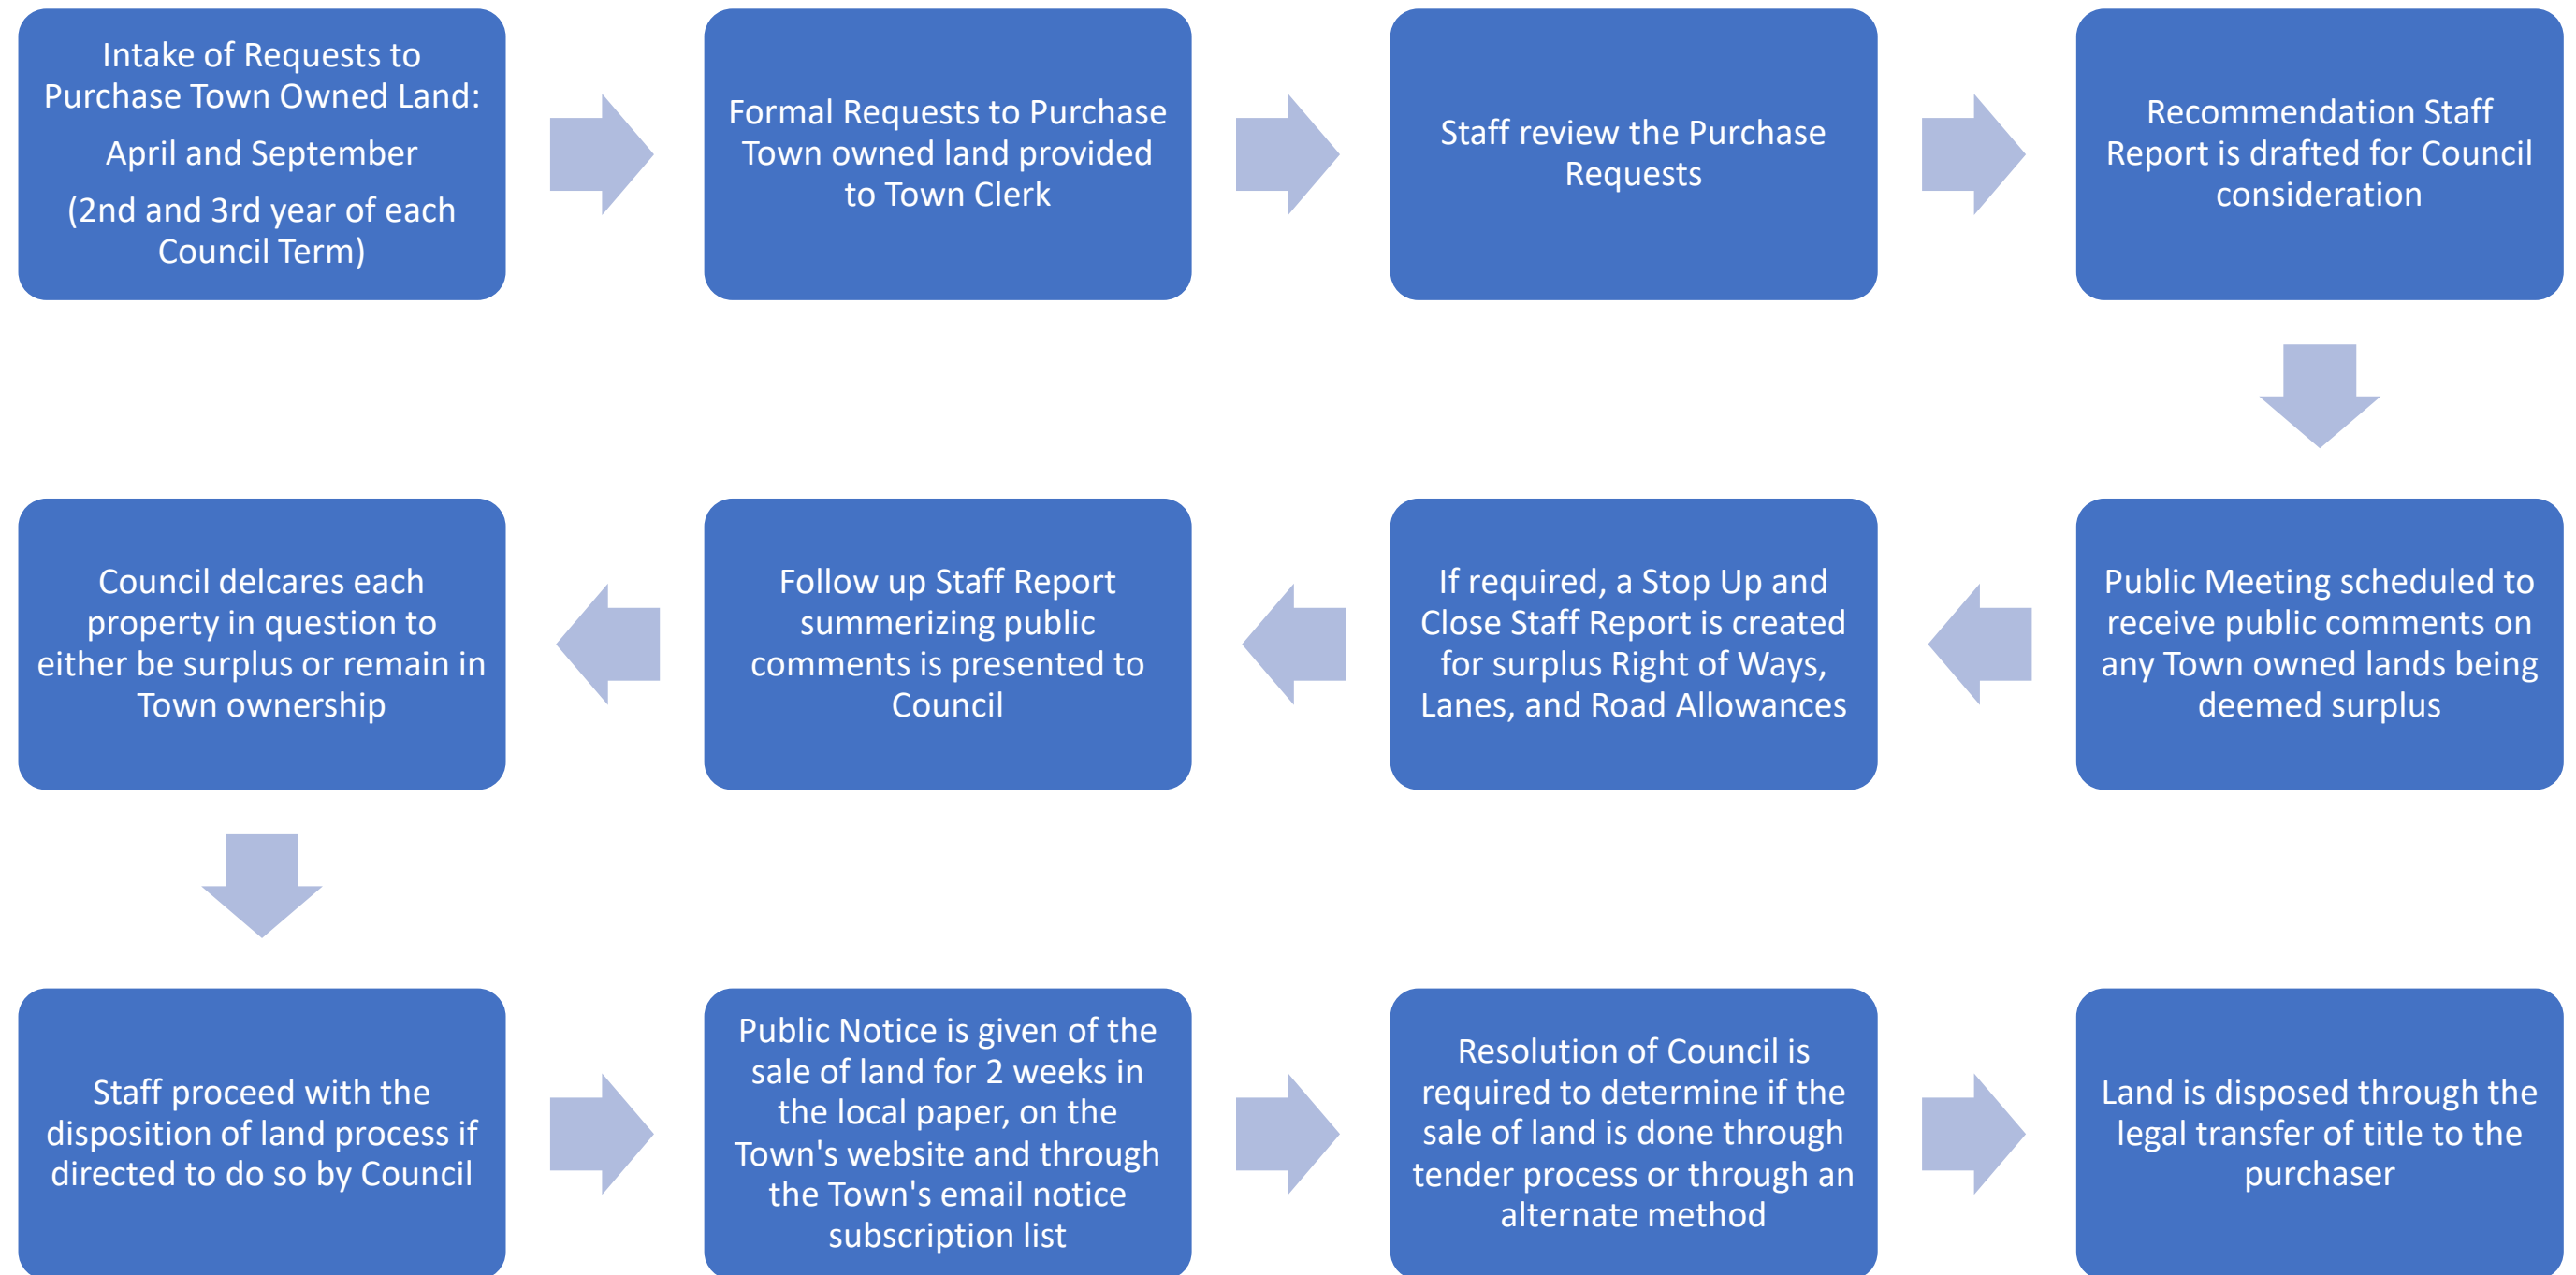 Intake of Requests to
Purchase Town Owned Land:
April and September
(2nd and 3rd year of each
Council Term)
Formal Requests to Purchase
Town owned land provided
to Town Clerk
Staff review the Purchase
Requests
Recommendation Staff
Report is drafted for Council
consideration
Public Meeting scheduled to
receive public comments on
any Town owned lands being
deemed surplus
If required, a Stop Up and
Close Staff Report is created
for surplus Right of Ways,
Lanes, and Road Allowances
Follow up Staff Report
summerizing public
comments is presented to
Council
Council delcares each
property in question to
either be surplus or remain in
Town ownership
Staff proceed with the
disposition of land process if
directed to do so by Council
Public Notice is given of the
sale of land for 2 weeks in
the local paper, on the
Town's website and through
the Town's email notice
subscription list
Resolution of Council is
required to determine if the
sale of land is done through
tender process or through an
alternate method
Land is disposed through the
legal transfer of title to the
purchaser